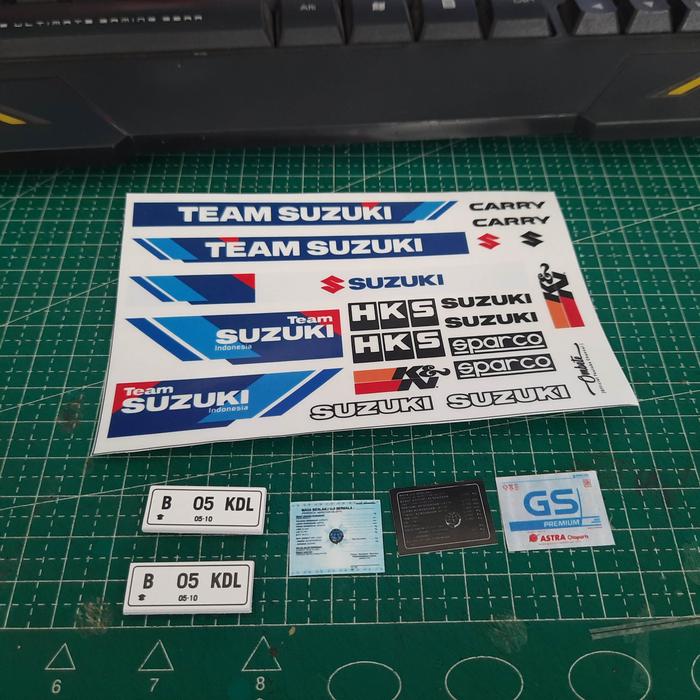 ULTIMATE GAMING GEAR
TEAM SUZUKI
CARRY
CARRY
TEAM SUZUKI
SUZUKI
Team
SUZUKI
Indonesia
HKS
SUZUKI
SUZUKI
HKS
sparco
sparco
K&N
Team
SUZUKI
Indonesia
K&N
SUZUKI
SUZUKI
B 05 KDL
05-10
B 05 KDL
05-10
GS
PREMIUM
ASTRA Otoparts
6
7
8